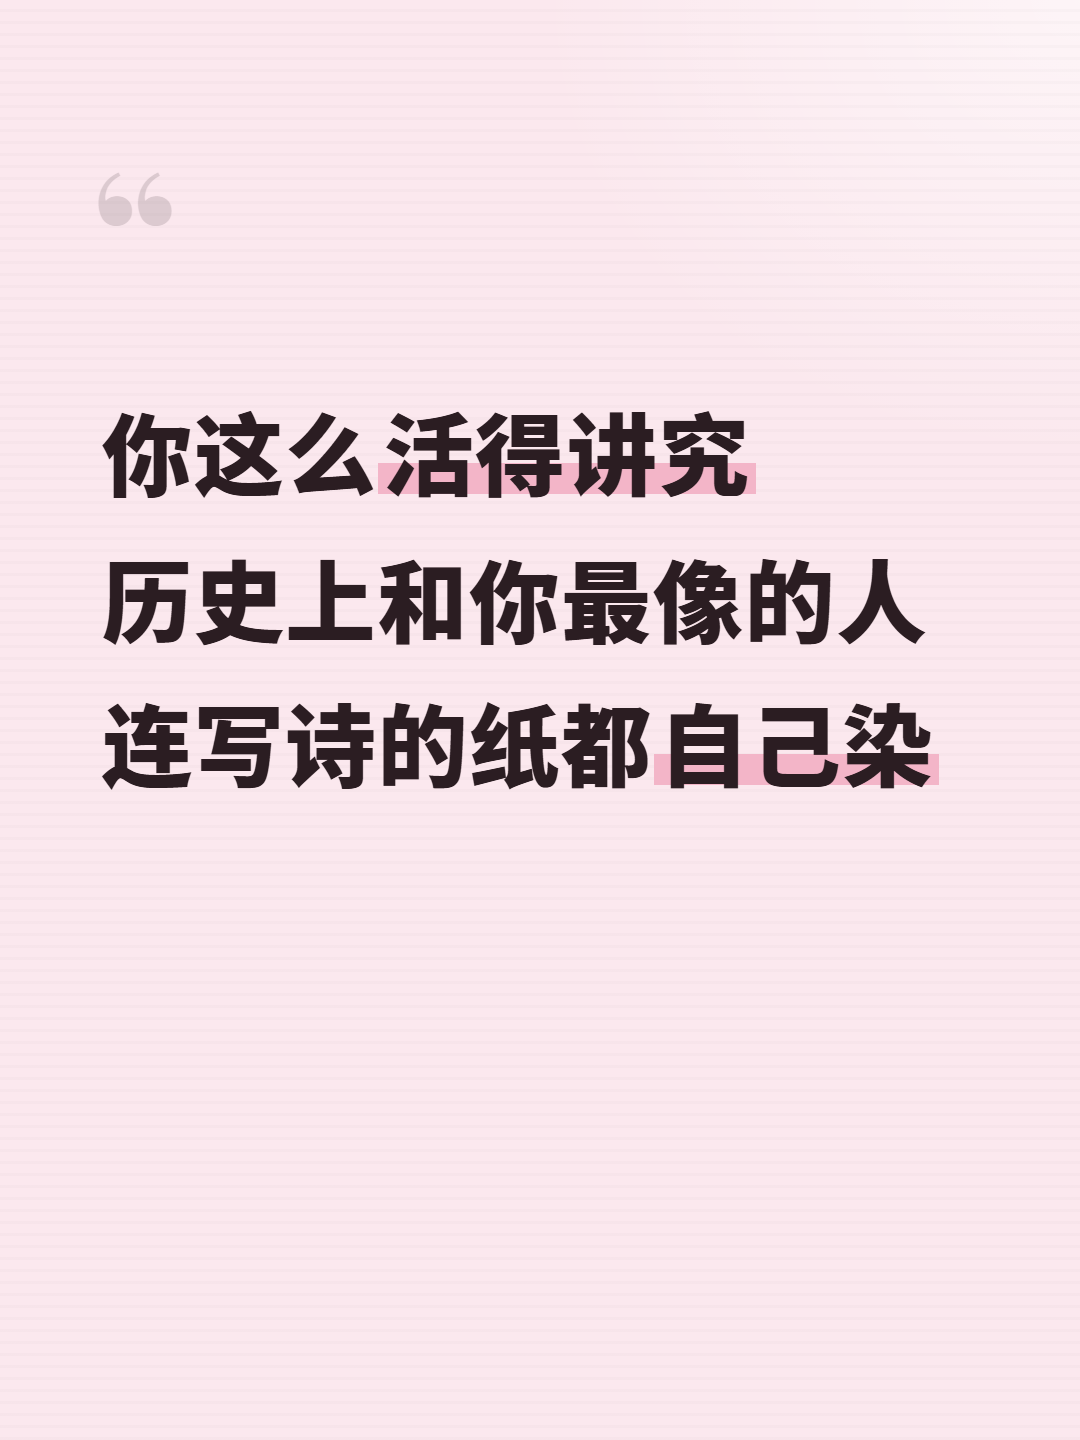 你这么活得讲究
历史上和你最像的人
连写诗的纸都自己染